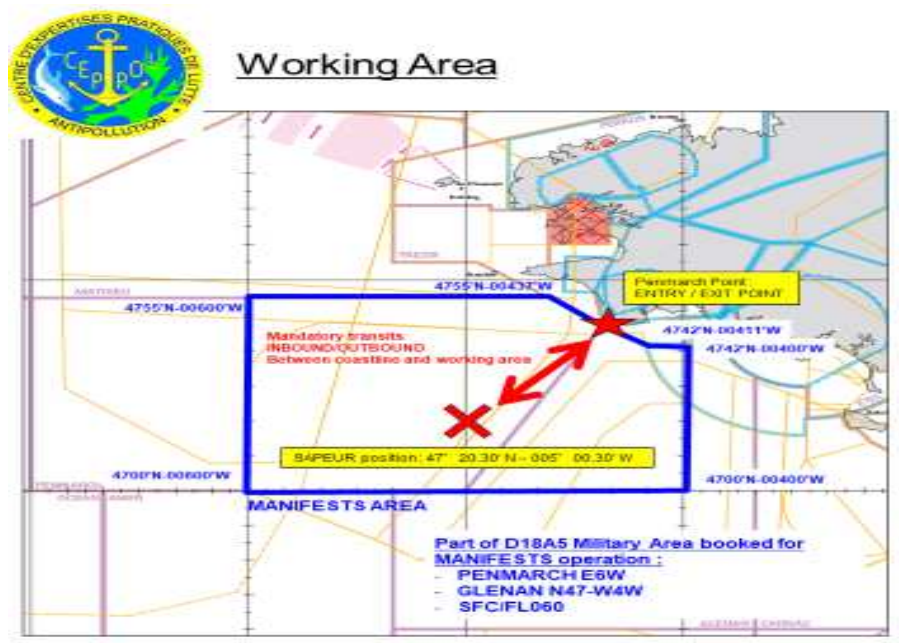 CENTRE D'EXPERTISES PRATIQUES DE LUTTE
ANTIPOLLUTION
CEPPOL
Working Area
4755'N-00437'W
Penmarch Point
ENTRY / EXIT POINT
4755'N-00600'W
Mandatory transits
INBOUND/OUTBOUND
Between coastline and working area
4742'N-00411'W
4742'N-00400'W
SAPEUR position: 47° 20.30' N - 005° 00.30' W
4700'N-00600'W
4700'N-00400'W
MANIFESTS AREA
Part of D18A5 Military Area booked for
MANIFESTS operation :
- PENMARCH E6W
- GLENAN N47-W4W
- SFC/FL060